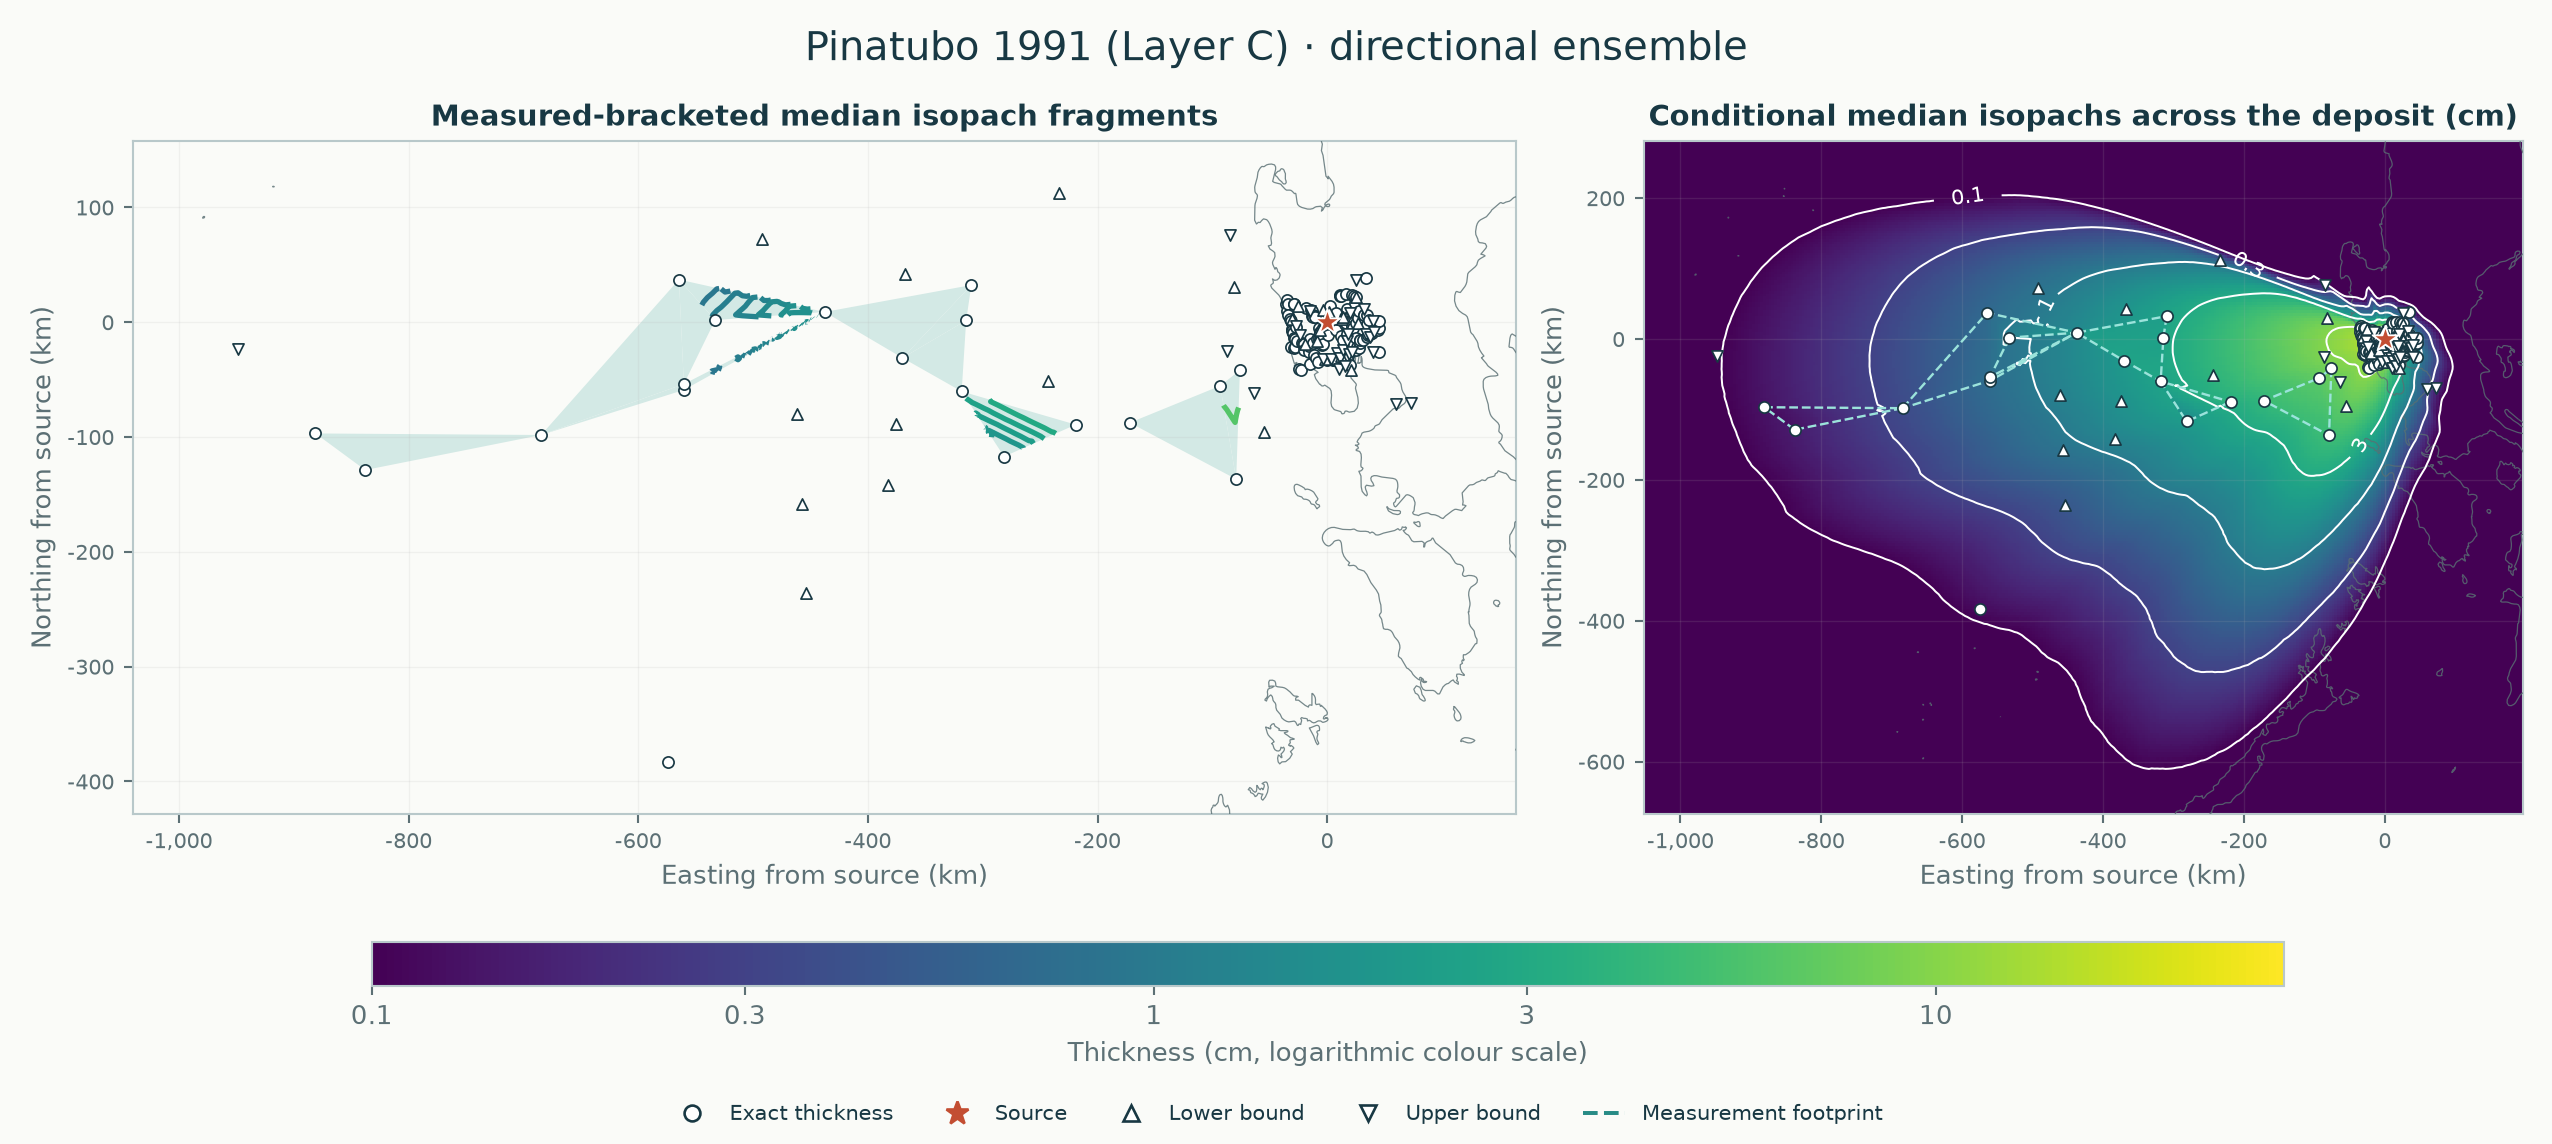 Pinatubo 1991 (Layer C) · directional ensemble
Measured-bracketed median isopach fragments
Northing from source (km)
100
0
-100
-200
-300
-400
-1,000
-800
-600
-400
-200
0
Easting from source (km)
Conditional median isopachs across the deposit (cm)
Northing from source (km)
200
0
-200
-400
-600
0.1
0.3
1
3
-1,000
-800
-600
-400
-200
0
Easting from source (km)
0.1
0.3
1
3
10
Thickness (cm, logarithmic colour scale)
Exact thickness
Source
Lower bound
Upper bound
Measurement footprint